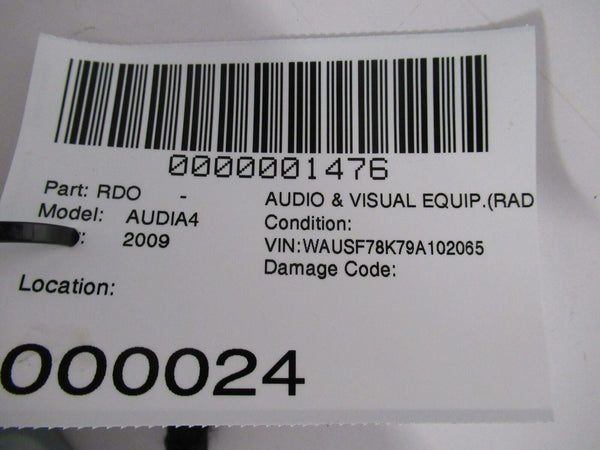 0000001476
Part: RDO - AUDIO & VISUAL EQUIP.(RAD
Model: AUDIA4 Condition:
: 2009 VIN:WAUSF78K79A102065
Damage Code:
Location:
000024